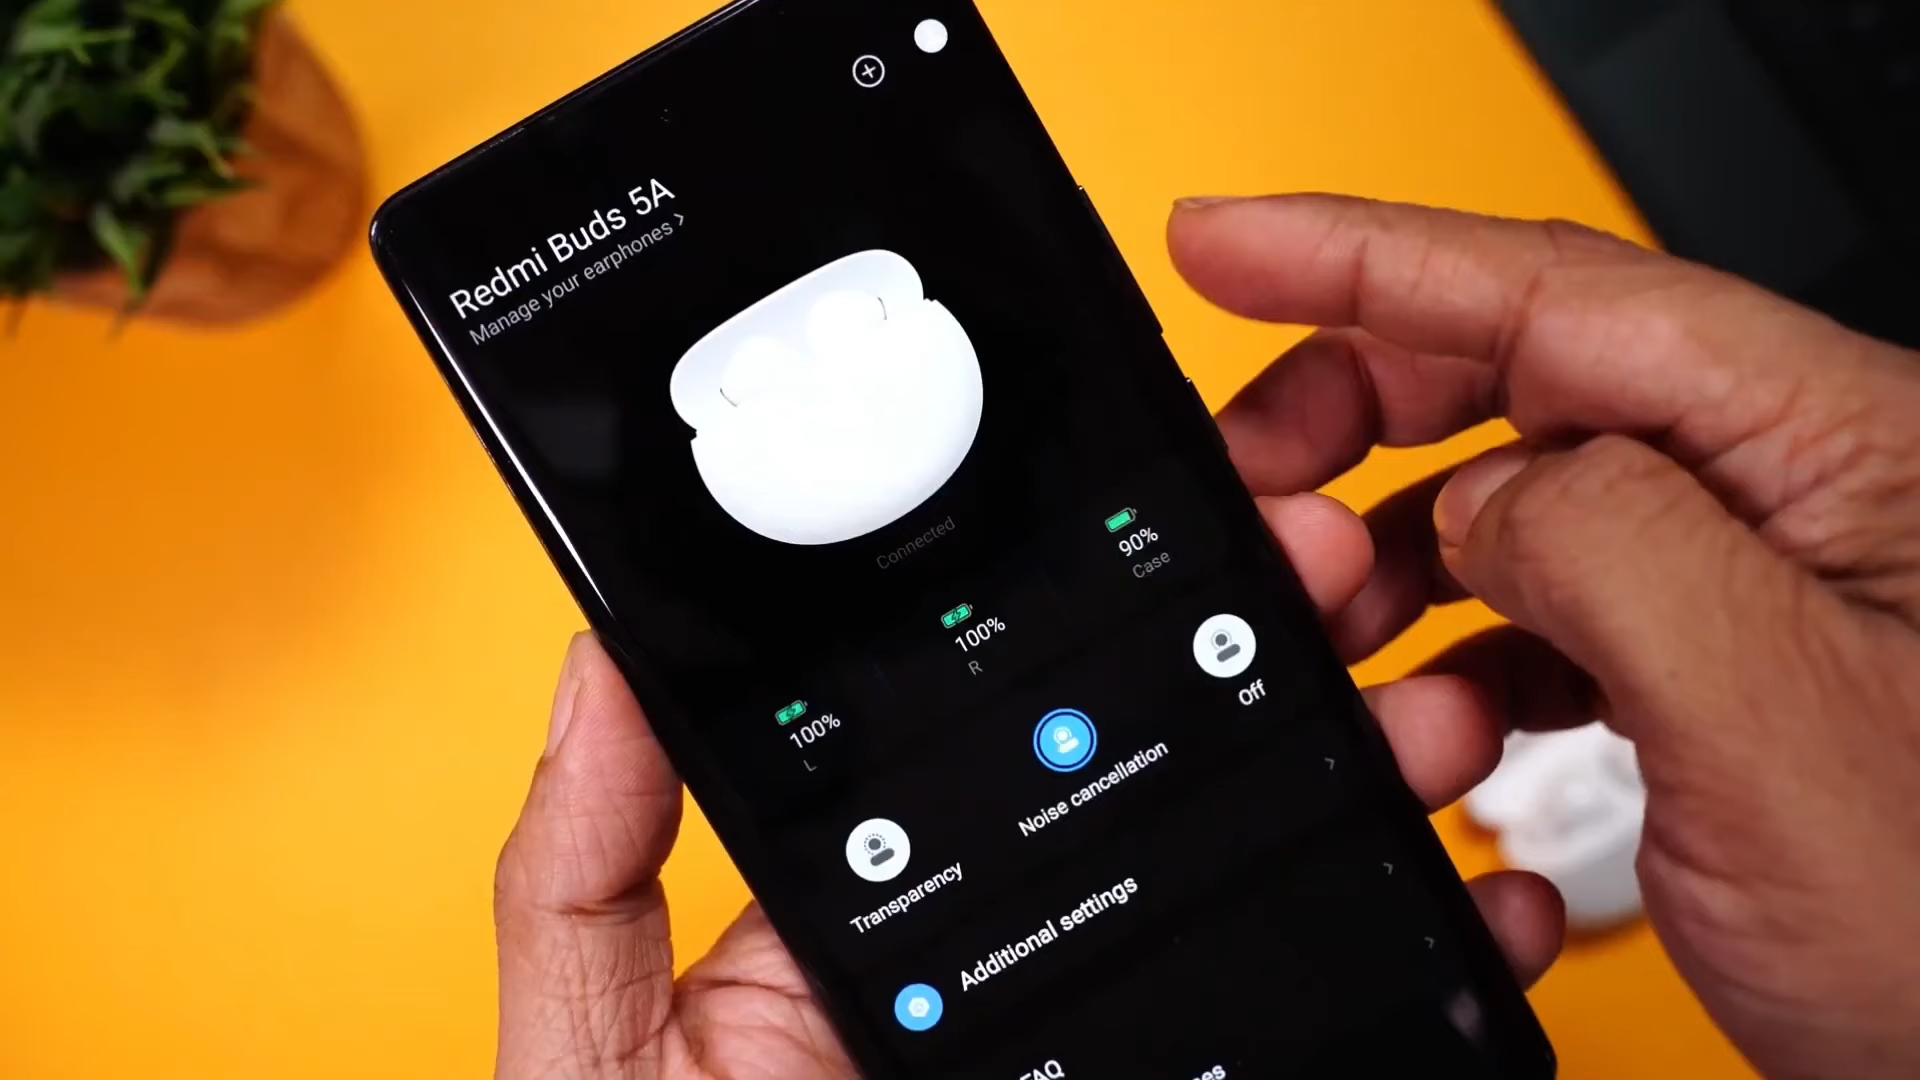 Redmi Buds 5A
Manage your earphones >
Connected
100%
L
100%
R
90%
Case
Transparency
Noise cancellation
Off
Additional settings
FAQ